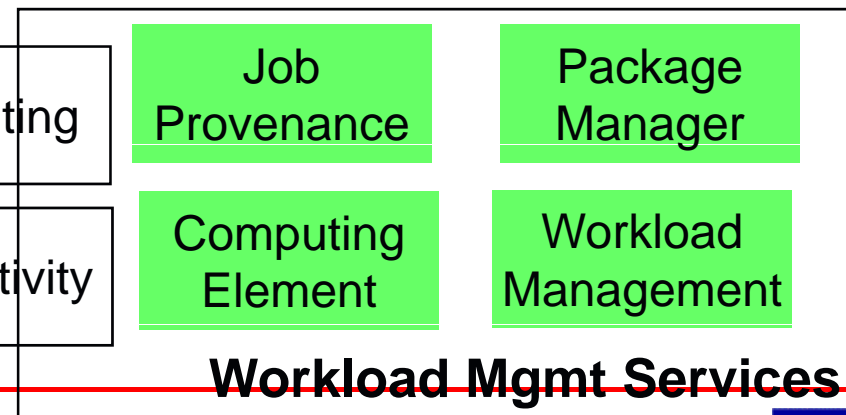 Job
Provenance
Package
Manager
ting
Computing
Element
Workload
Management
tivity
Workload Mgmt Services